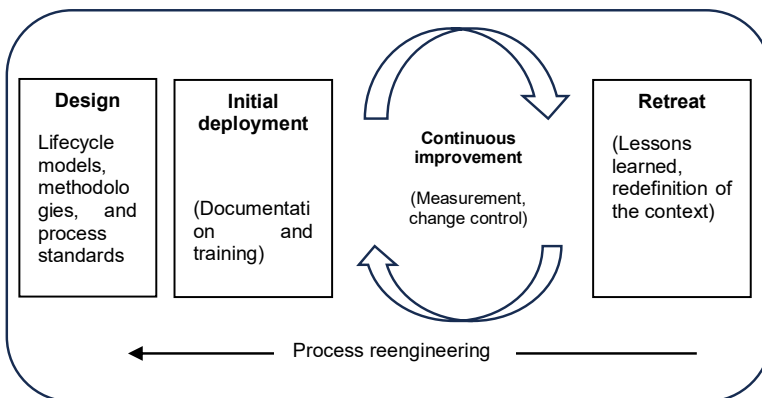 Design
Lifecycle
models,
methodolo
gies, and
process
standards
Initial
deployment
(Documentati
on and
training)
Continuous
improvement
(Measurement,
change control)
Retreat
(Lessons
learned,
redefinition of
the context)
Process reengineering